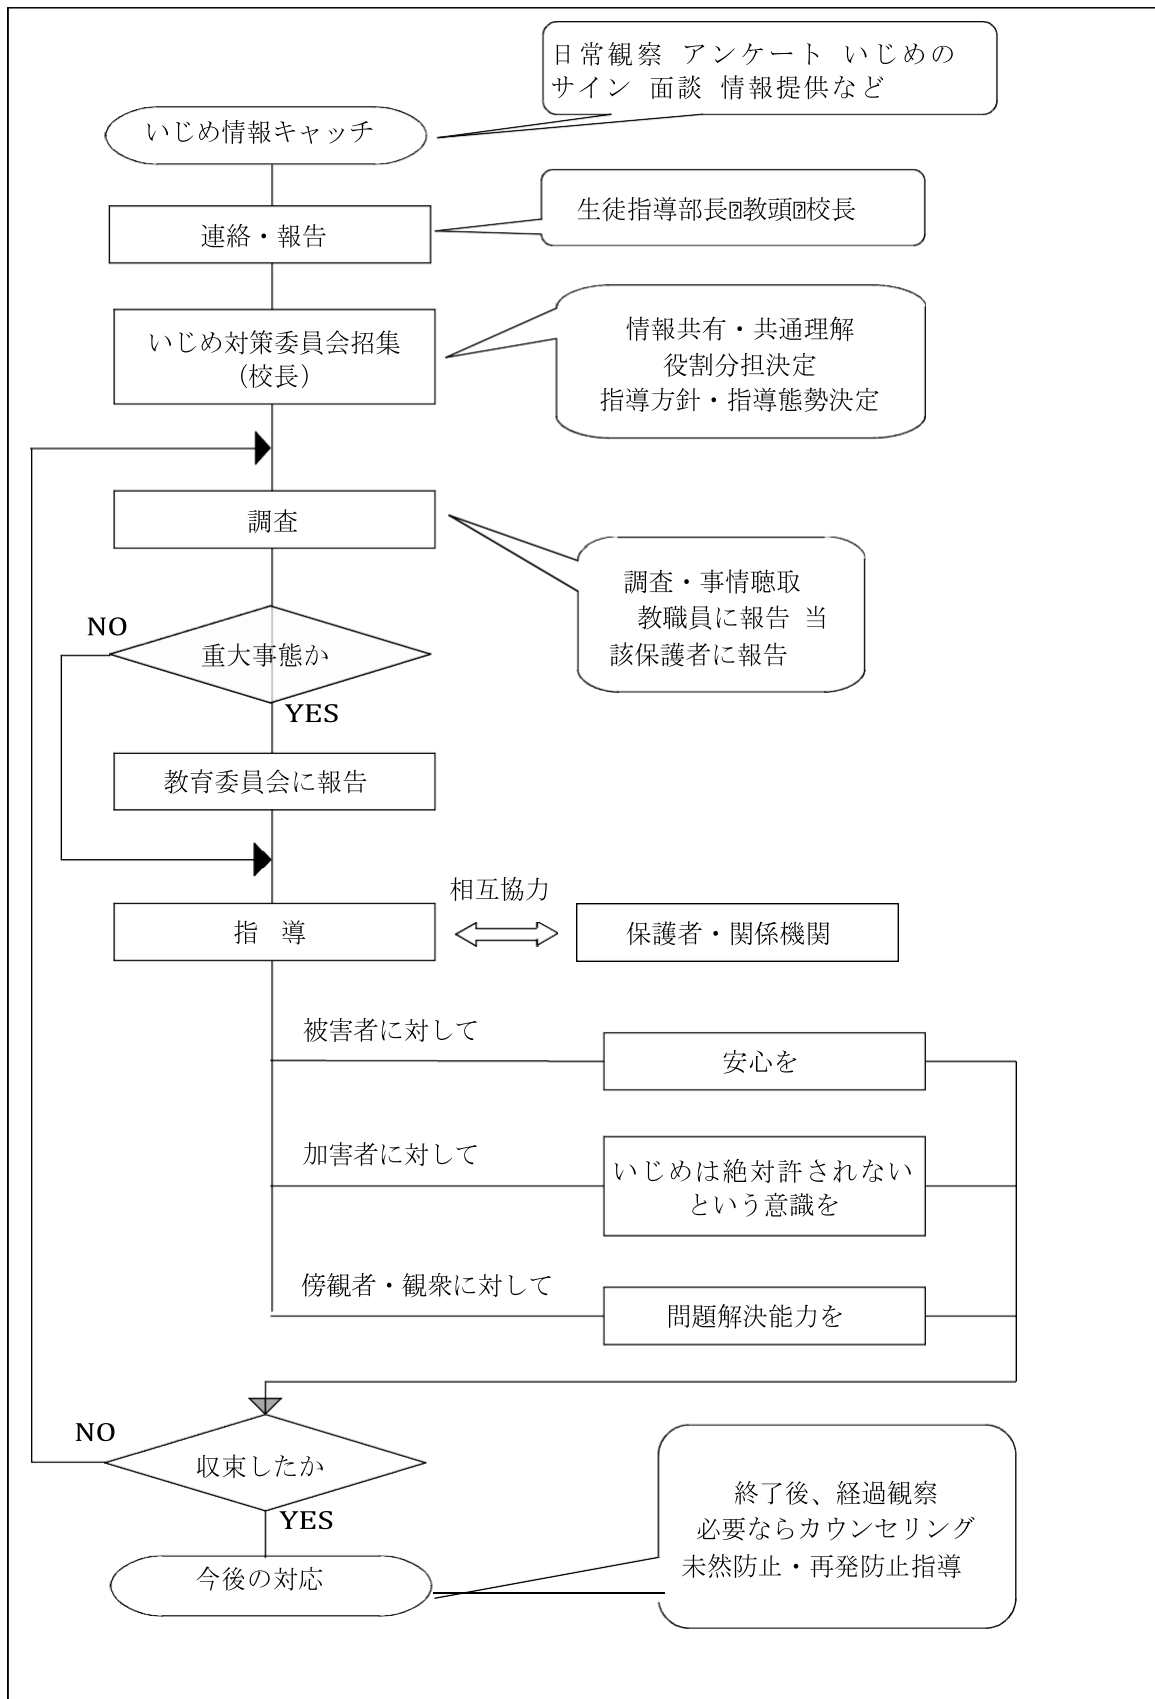 日常観察 アンケート いじめの
サイン 面談 情報提供など
いじめ情報キャッチ
生徒指導部長?教頭?校長
連絡・報告
いじめ対策委員会招集
(校長)
情報共有・共通理解
役割分担決定
指導方針・指導態勢決定
調査
調査・事情聴取
教職員に報告 当
該保護者に報告
NO
重大事態か
YES
教育委員会に報告
相互協力
指 導
保護者・関係機関
被害者に対して
安心を
加害者に対して
いじめは絶対許されない
という意識を
傍観者・観衆に対して
問題解決能力を
NO
収束したか
YES
終了後、経過観察
必要ならカウンセリング
未然防止・再発防止指導
今後の対応